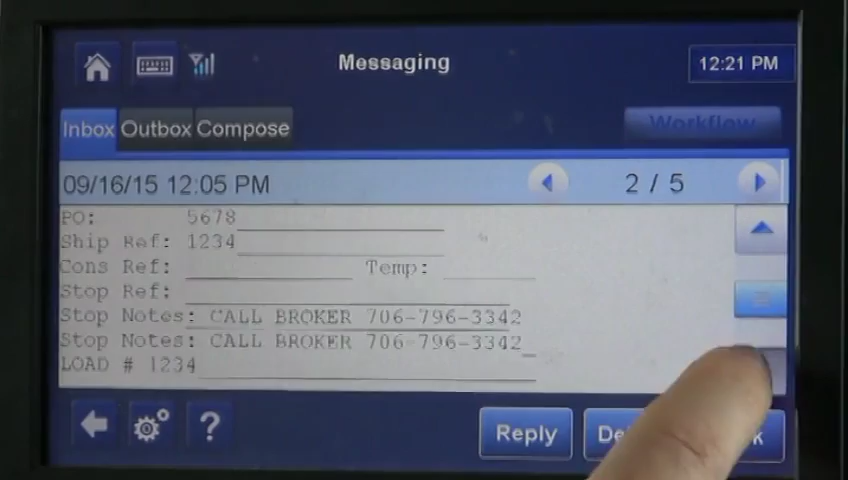 Messaging
12:21 PM
Inbox Outbox Compose
Workflow
09/16/15 12:05 PM
2 / 5
PO: 5678
Ship Ref: 1234
Cons Ref: Temp:
Stop Ref:
Stop Notes: CALL BROKER 706-796-3342
Stop Notes: CALL BROKER 706-796-3342_
LOAD # 1234
?
Reply